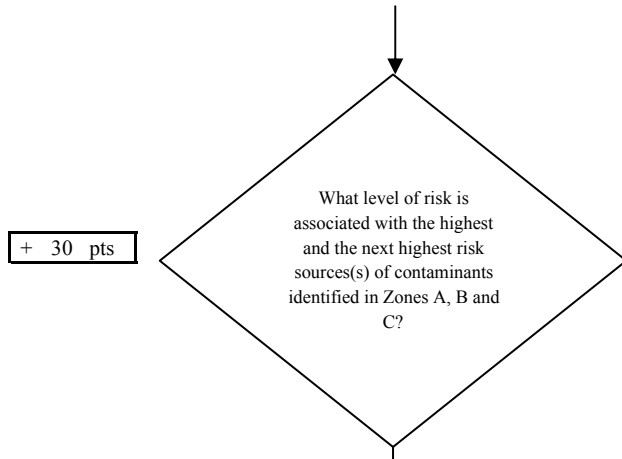 What level of risk is
associated with the highest
and the next highest risk
sources(s) of contaminants
identified in Zones A, B and
C?
+ 30 pts